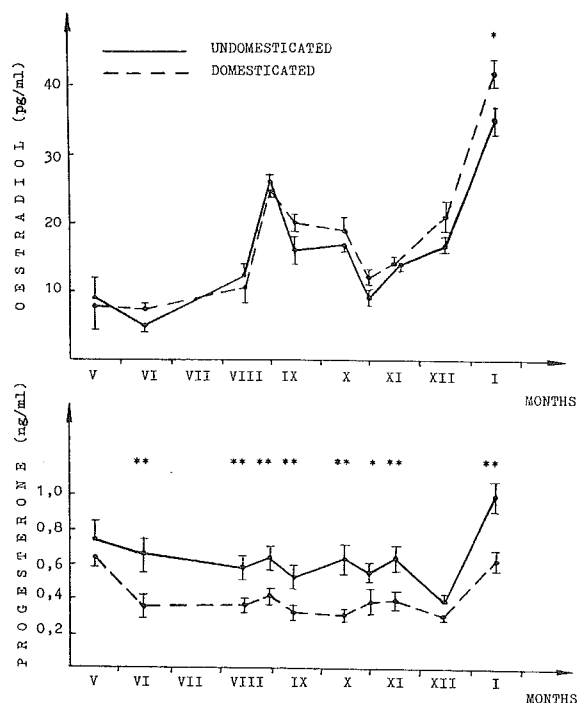 OESTRADIOL (pg/ml)
UNDOMESTICATED
DOMESTICATED
*
40
30
20
10
V VI VII VIII IX X XI XII I
MONTHS
PROGESTERONE (ng/ml)
** ** ** ** ** * ** **
1,0
0,8
0,6
0,4
0,2
V VI VII VIII IX X XI XII I
MONTHS